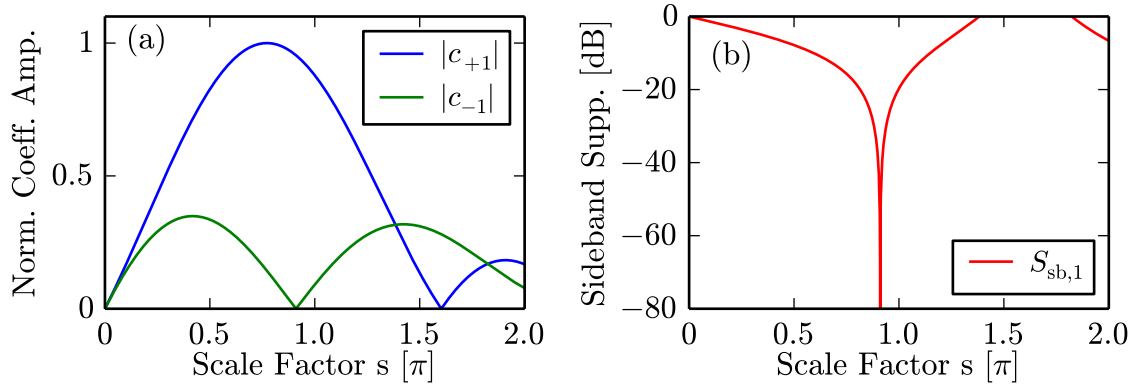 Norm. Coeff. Amp.
(a)
|c₊₁|
|c₋₁|
1
0.5
0
0 0.5 1.0 1.5 2.0
Scale Factor s [π]
Sideband Supp. [dB]
(b)
S_sb,1
0
−20
−40
−60
−80
0 0.5 1.0 1.5 2.0
Scale Factor s [π]